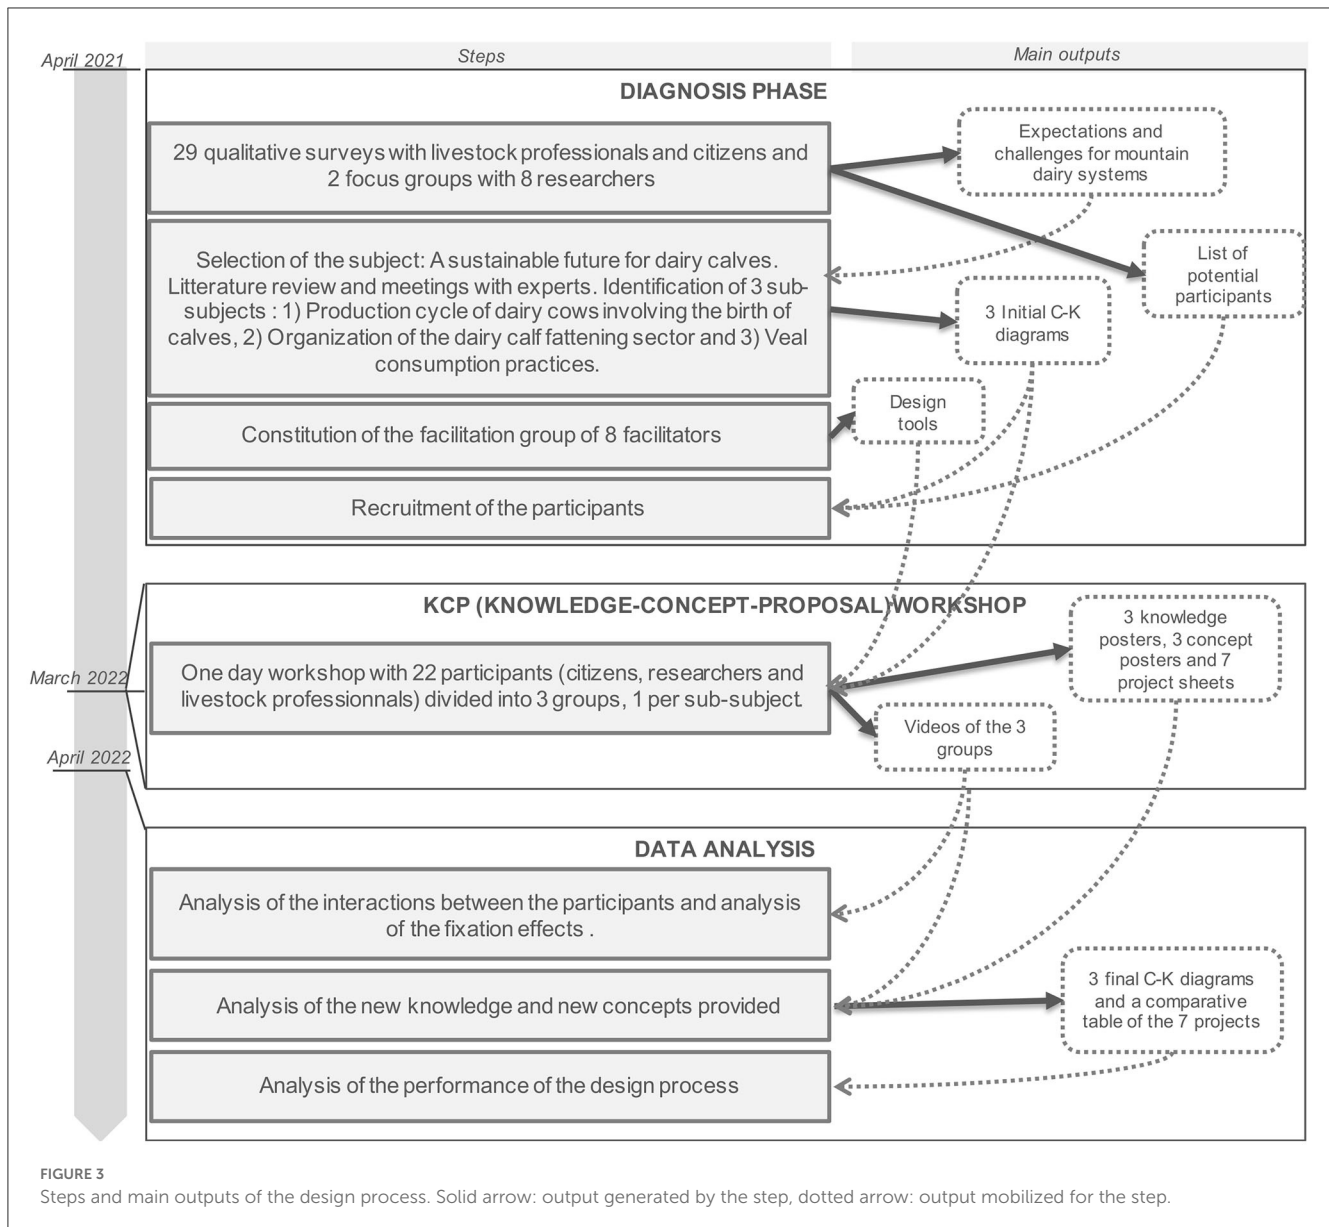 April 2021
Steps
Main outputs
DIAGNOSIS PHASE
29 qualitative surveys with livestock professionals and citizens and
2 focus groups with 8 researchers
Expectations and
challenges for mountain
dairy systems
Selection of the subject: A sustainable future for dairy calves.
Litterature review and meetings with experts. Identification of 3 sub-
subjects : 1) Production cycle of dairy cows involving the birth of
calves, 2) Organization of the dairy calf fattening sector and 3) Veal
consumption practices.
List of
potential
participants
3 Initial C-K
diagrams
Constitution of the facilitation group of 8 facilitators
Design
tools
Recruitment of the participants
KCP (KNOWLEDGE-CONCEPT-PROPOSAL)WORKSHOP
March 2022
One day workshop with 22 participants (citizens, researchers and
livestock professionnals) divided into 3 groups, 1 per sub-subject.
3 knowledge
posters, 3 concept
posters and 7
project sheets
Videos of the 3
groups
April 2022
DATA ANALYSIS
Analysis of the interactions between the participants and analysis
of the fixation effects .
Analysis of the new knowledge and new concepts provided
3 final C-K diagrams
and a comparative
table of the 7 projects
Analysis of the performance of the design process
FIGURE 3
Steps and main outputs of the design process. Solid arrow: output generated by the step, dotted arrow: output mobilized for the step.